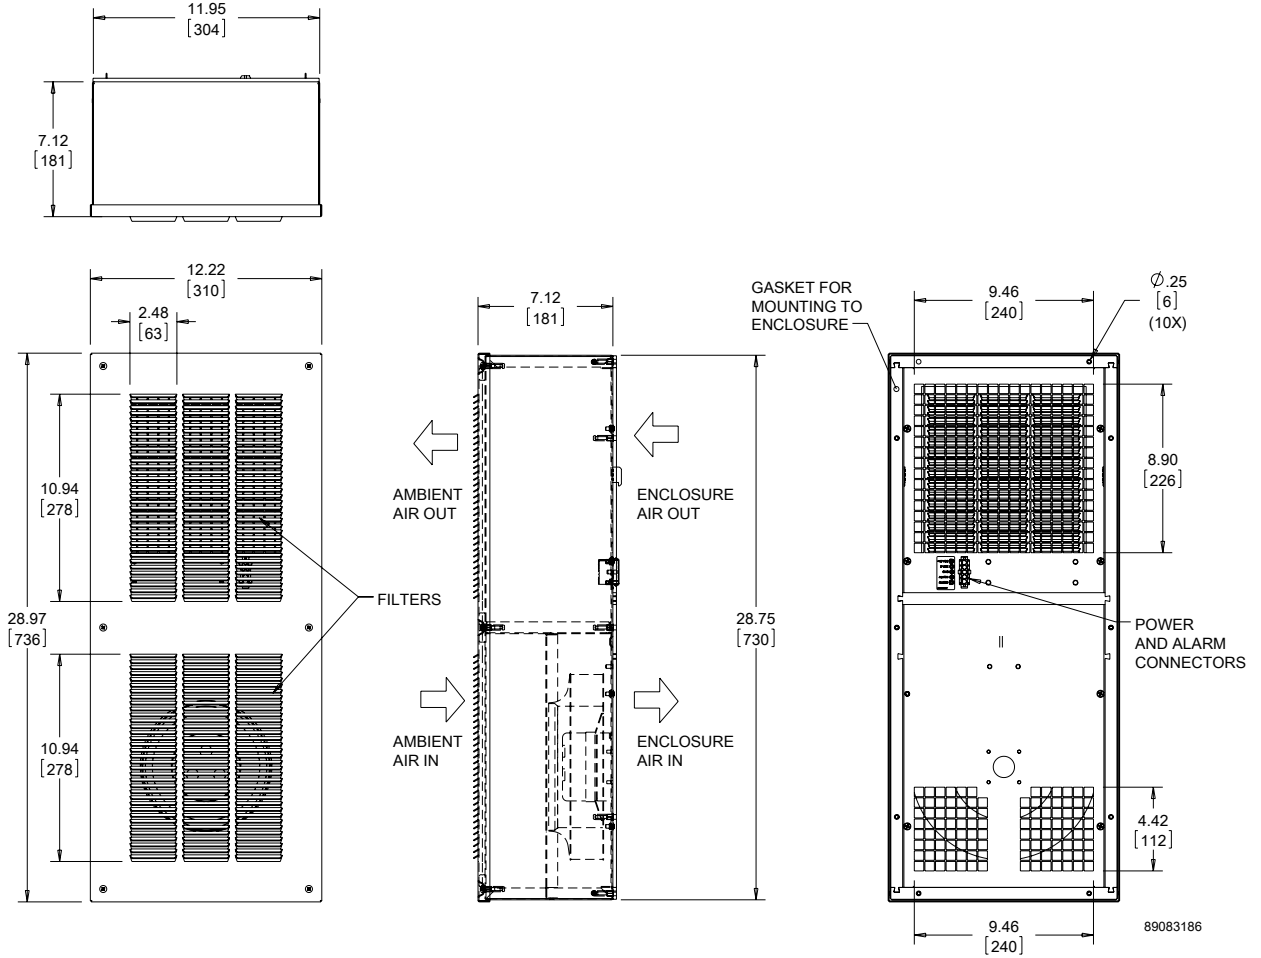 11.95
[304]
7.12
[181]
12.22
[310]
2.48
[63]
10.94
[278]
28.97
[736]
10.94
[278]
FILTERS
7.12
[181]
AMBIENT
AIR OUT
ENCLOSURE
AIR OUT
AMBIENT
AIR IN
ENCLOSURE
AIR IN
28.75
[730]
GASKET FOR
MOUNTING TO
ENCLOSURE
9.46
[240]
Ø.25
[6]
(10X)
8.90
[226]
POWER
AND ALARM
CONNECTORS
4.42
[112]
9.46
[240]
89083186